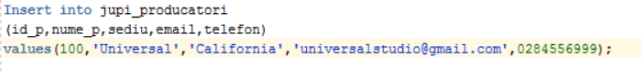 Insert into jupi_producatori
(id_p,nume_p,sediu,email,telefon)
values(100,'Universal','California','universalstudio@gmail.com',0284556999);